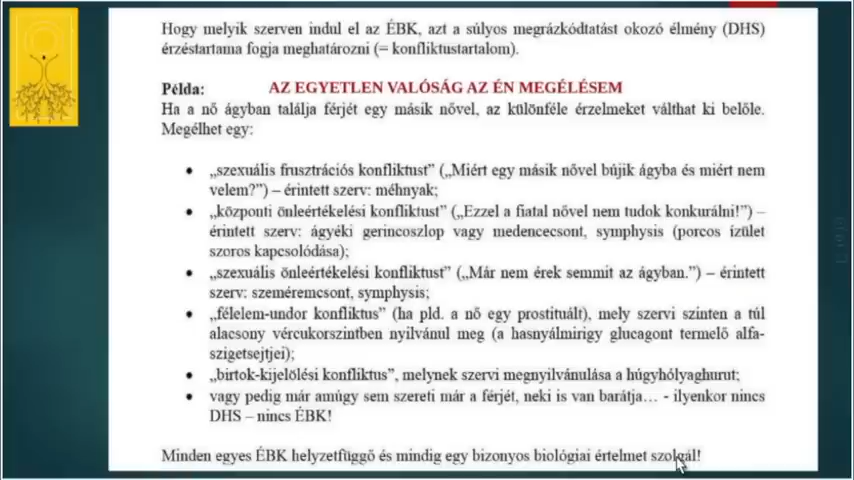 Hogy melyik szerven indul el az ÉBK, azt a súlyos megrázkódtatást okozó élmény (DHS)
érzéstartama fogja meghatározni (= konfliktustartalom).
Példa: AZ EGYETLEN VALÓSÁG AZ ÉN MEGÉLÉSEM
Ha a nő ágyban találja férjét egy másik nővel, az különféle érzelmeket válthat ki belőle.
Megélhet egy:
• „szexuális frusztrációs konfliktust” („Miért egy másik nővel bújik ágyba és miért nem
velem?”) – érintett szerv: méhnyak;
• „központi önleértékelési konfliktust” („Ezzel a fiatal nővel nem tudok konkurálni!”) –
érintett szerv: ágyéki gerincoszlop vagy medencecsont, symphysis (porcos ízület
szoros kapcsolódása);
• „szexuális önleértékelési konfliktust” („Már nem érek semmit az ágyban.”) – érintett
szerv: szeméremcsont, symphysis;
• „félelem-undor konfliktus” (ha pld. a nő egy prostituált), mely szervi szinten a túl
alacsony vércukorszintben nyilvánul meg (a hasnyálmirigy glucagont termelő alfa-
szigetsejtjei);
• „birtok-kijelölési konfliktus”, melynek szervi megnyilvánulása a húgyhólyaghurut;
• vagy pedig már amúgy sem szereti már a férjét, neki is van barátja… - ilyenkor nincs
DHS – nincs ÉBK!
Minden egyes ÉBK helyzetfüggő és mindig egy bizonyos biológiai értelmet szolgál!